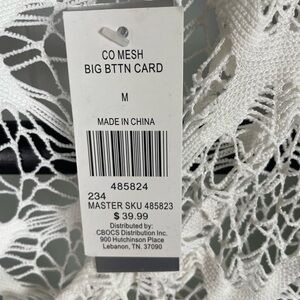 CO MESH
BIG BTTN CARD
M
MADE IN CHINA
485824
234
MASTER SKU 485823
$ 39.99
Distributed by:
CBOCS Distribution Inc.
900 Hutchinson Place
Lebanon, TN. 37090